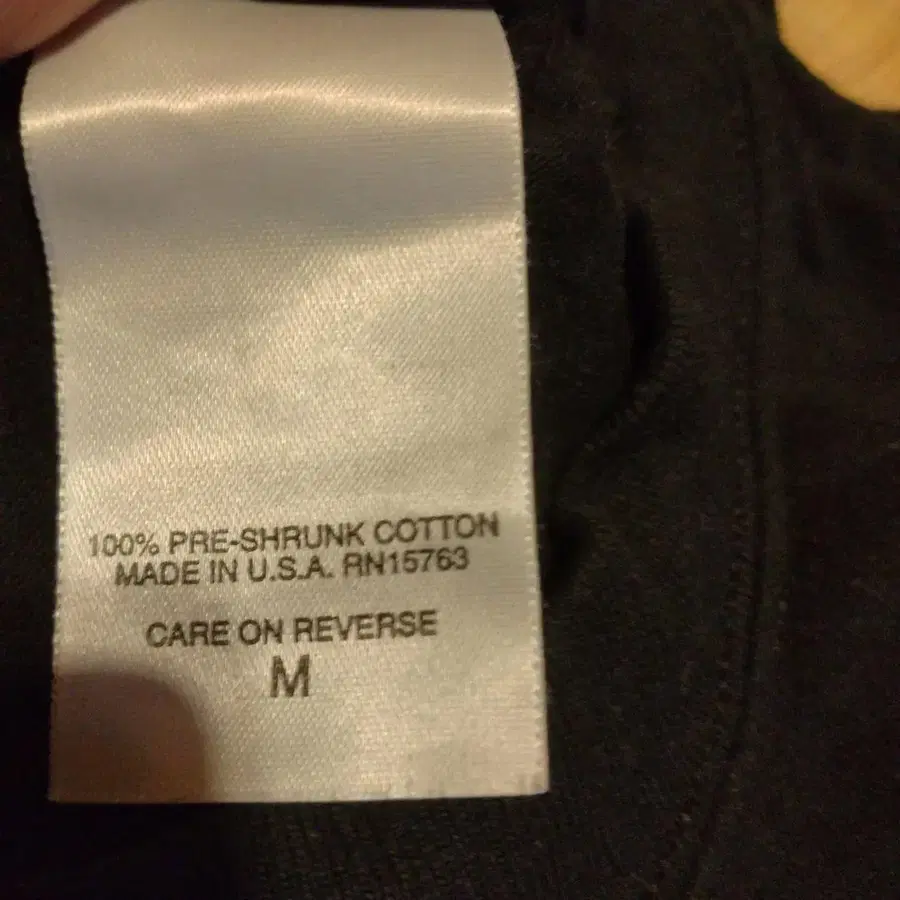 100% PRE-SHRUNK COTTON
MADE IN U.S.A. RN15763
CARE ON REVERSE
M